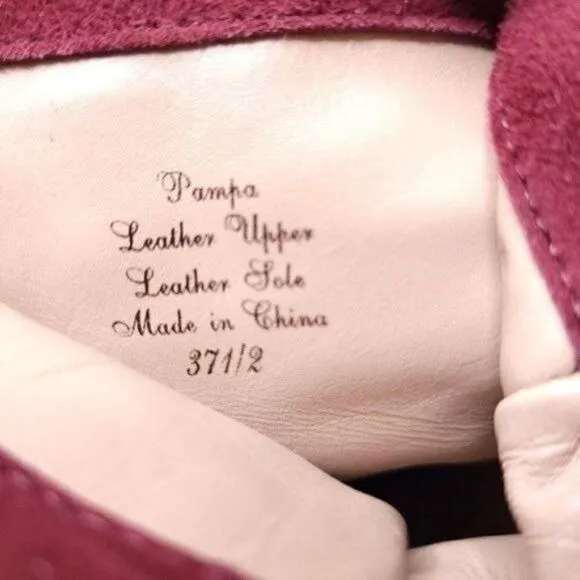 Pampa
Leather Upper
Leather Sole
Made in China
371/2